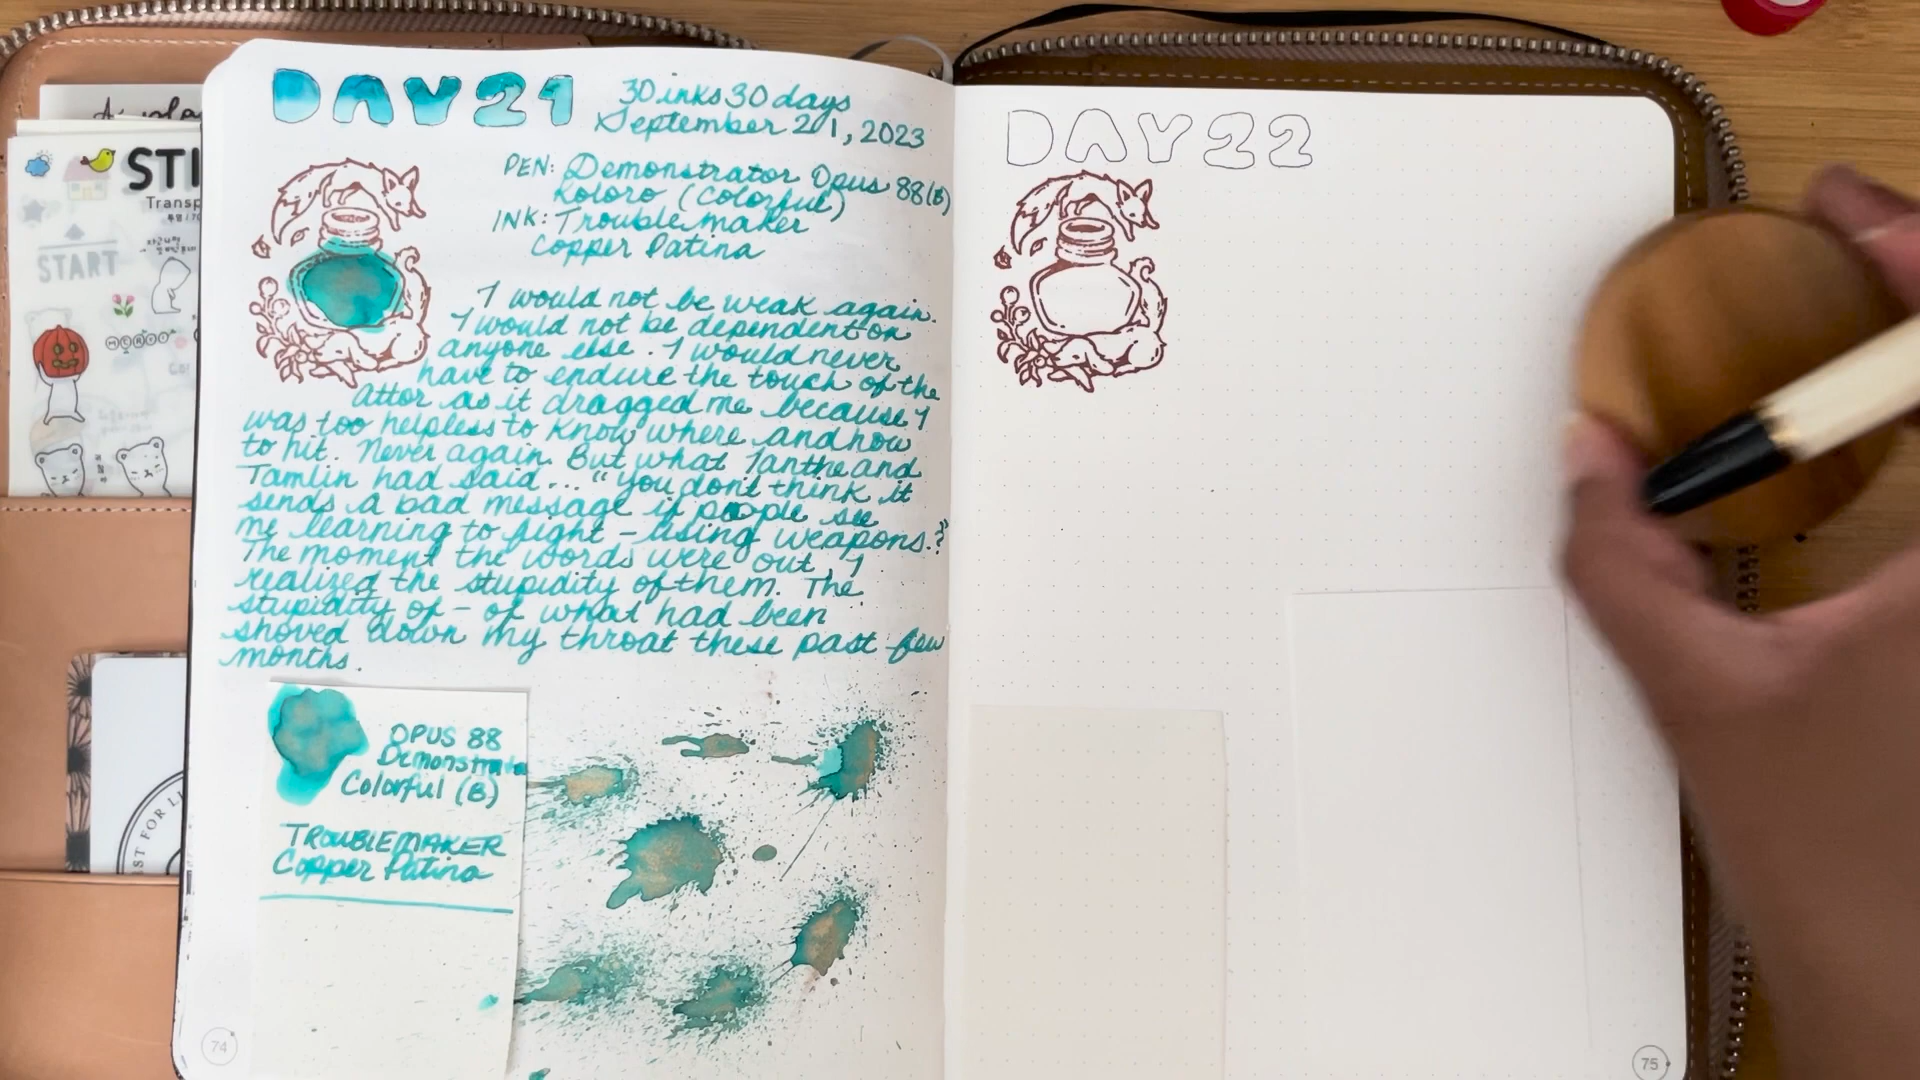 DAY 21
30 inks 30 days
September 21, 2023
PEN: Demonstrator Opus 88 (B)
Koloro (Colorful)
INK: Troublemaker
Copper Patina
I would not be weak again.
I would not be dependent on
anyone else. I would never
have to endure the touch of the
Attor as it dragged me because I
was too helpless to know where and how
to hit. Never again. But what Ianthe and
Tamlin had said... "You don't think it
sends a bad message if people see
me learning to fight - using weapons.?"
The moment the words were out, I
realized the stupidity of them. The
stupidity of - of what had been
shoved down my throat these past few
months.
OPUS 88
Demonstrator
Colorful (B)
TROUBLEMAKER
Copper Patina
74
DAY 22
75
STI
Transp
START